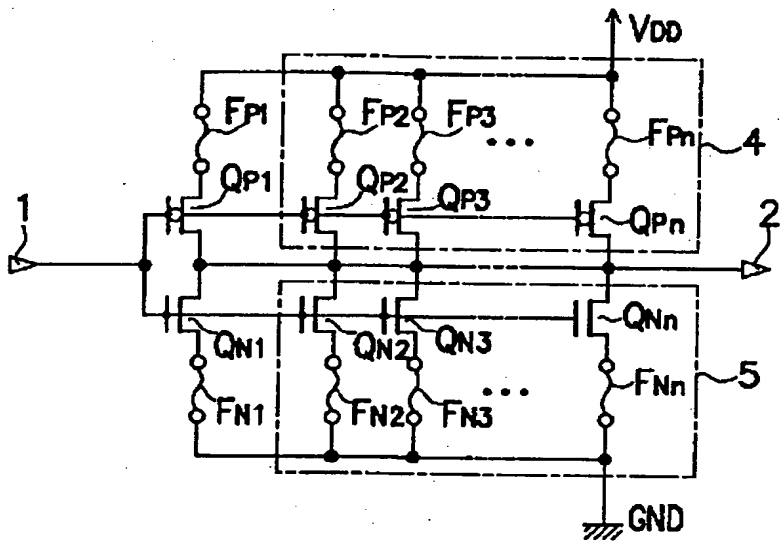 VDD
FP1 FP2 FP3 ... FPn 4
1 QP1 QP2 QP3 QPn 2
QN1 QN2 QN3 QNn
FN1 FN2 FN3 ... FNn 5
GND